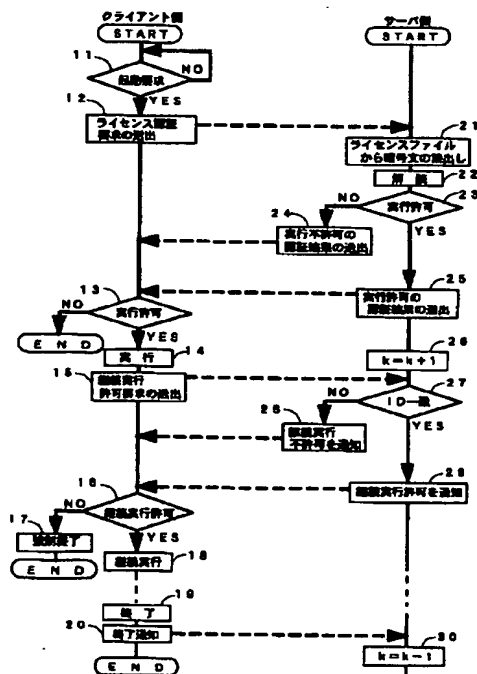 クライアント側
START
11
起動要求
NO
YES
12
ライセンス認証
要求の送出
サーバ側
START
21
ライセンスファイル
から暗号文の読出し
22
解読
23
実行許可
NO
YES
24
実行不許可の
認証結果の送出
25
実行許可の
認証結果の送出
13
実行許可
NO
END
YES
14
実行
15
継続実行
許可要求の送出
26
k=k+1
27
ID一致
NO
YES
28
継続実行
不許可を通知
29
継続実行許可を通知
16
継続実行許可
NO
17
強制終了
END
YES
18
継続実行
19
終了
20
終了通知
END
30
k=k-1